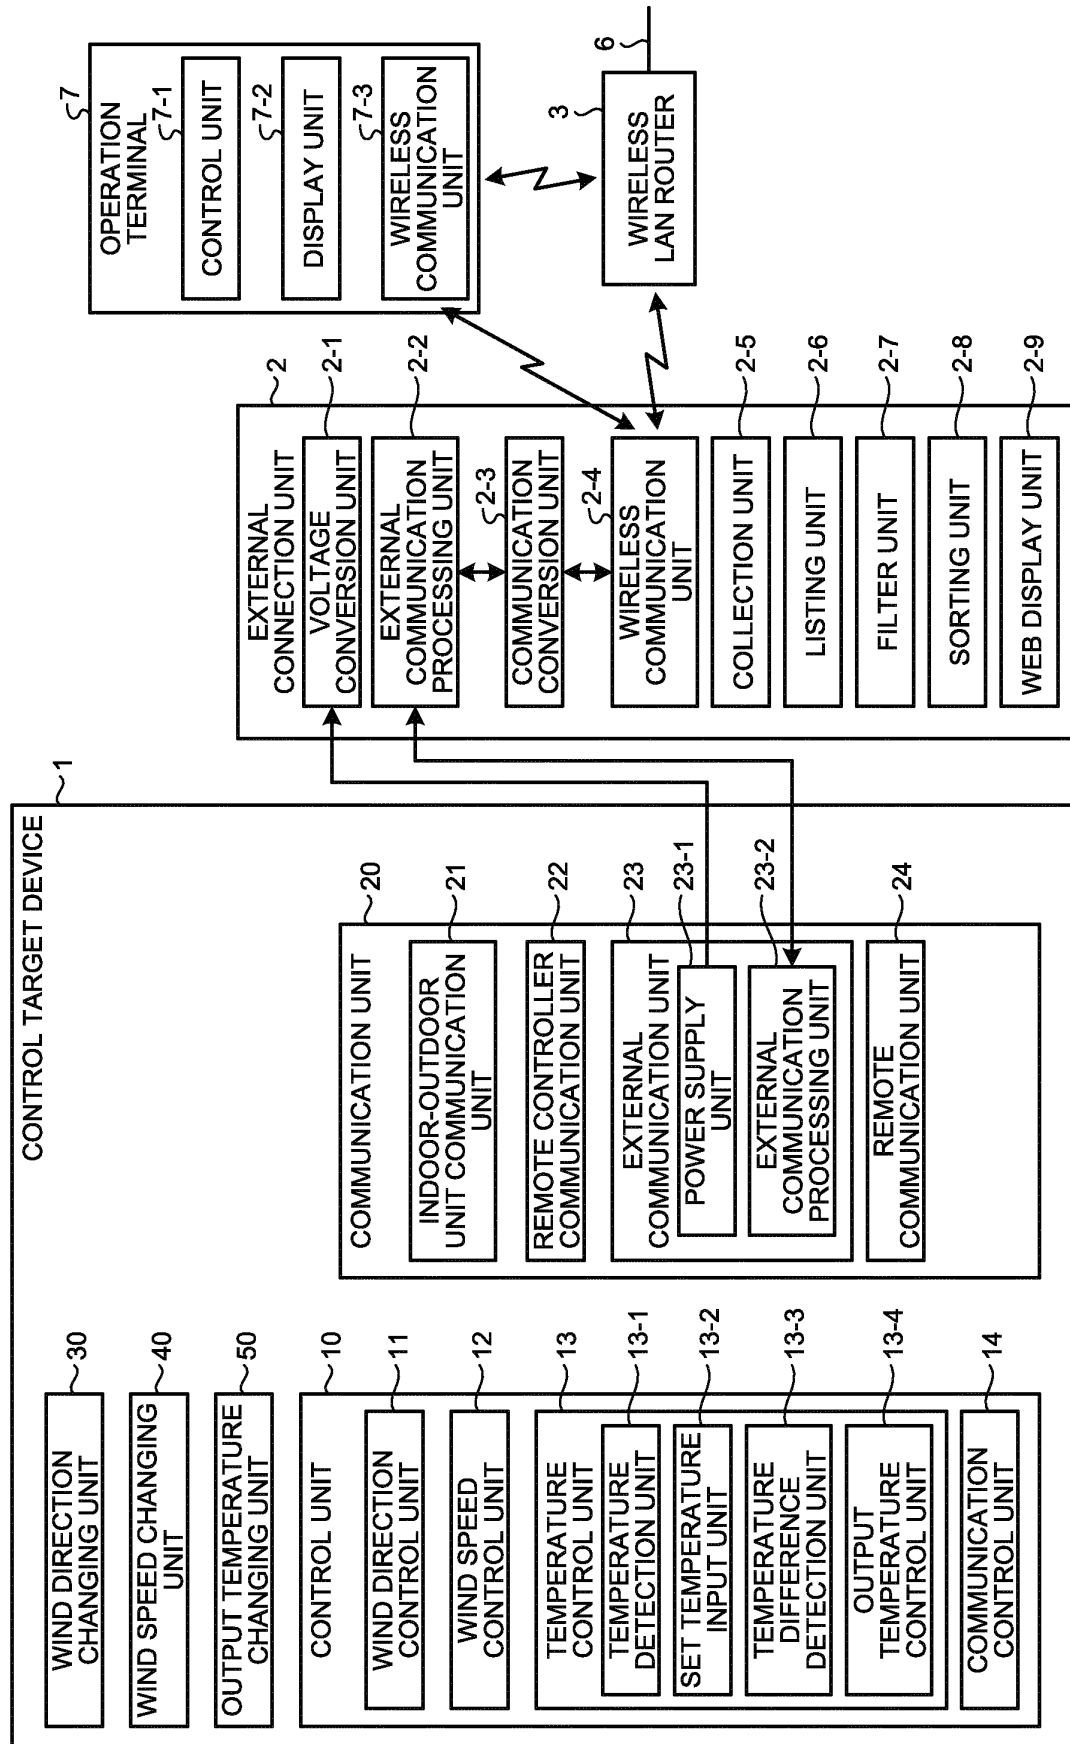 CONTROL TARGET DEVICE
1
WIND DIRECTION
CHANGING UNIT
30
WIND SPEED CHANGING
UNIT
40
OUTPUT TEMPERATURE
CHANGING UNIT
50
CONTROL UNIT
10
WIND DIRECTION
CONTROL UNIT
11
WIND SPEED
CONTROL UNIT
12
TEMPERATURE
CONTROL UNIT
13
TEMPERATURE
DETECTION UNIT
13-1
SET TEMPERATURE
INPUT UNIT
13-2
TEMPERATURE
DIFFERENCE
DETECTION UNIT
13-3
OUTPUT
TEMPERATURE
CONTROL UNIT
13-4
COMMUNICATION
CONTROL UNIT
14
COMMUNICATION UNIT
20
INDOOR-OUTDOOR
UNIT COMMUNICATION
UNIT
21
REMOTE CONTROLLER
COMMUNICATION UNIT
22
EXTERNAL
COMMUNICATION UNIT
23
POWER SUPPLY
UNIT
23-1
EXTERNAL
COMMUNICATION
PROCESSING UNIT
23-2
REMOTE
COMMUNICATION UNIT
24
EXTERNAL
CONNECTION UNIT
2
VOLTAGE
CONVERSION UNIT
2-1
EXTERNAL
COMMUNICATION
PROCESSING UNIT
2-2
COMMUNICATION
CONVERSION UNIT
2-3
WIRELESS
COMMUNICATION
UNIT
2-4
COLLECTION UNIT
2-5
LISTING UNIT
2-6
FILTER UNIT
2-7
SORTING UNIT
2-8
WEB DISPLAY UNIT
2-9
OPERATION
TERMINAL
7
CONTROL UNIT
7-1
DISPLAY UNIT
7-2
WIRELESS
COMMUNICATION
UNIT
7-3
WIRELESS
LAN ROUTER
3
6